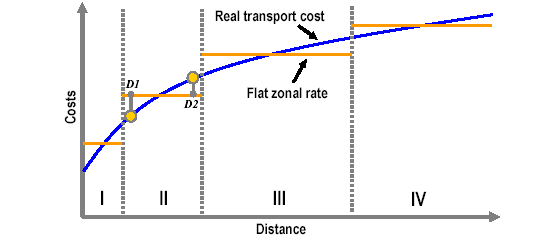 Real transport cost
D1
D2
Flat zonal rate
Costs
I
II
III
IV
Distance